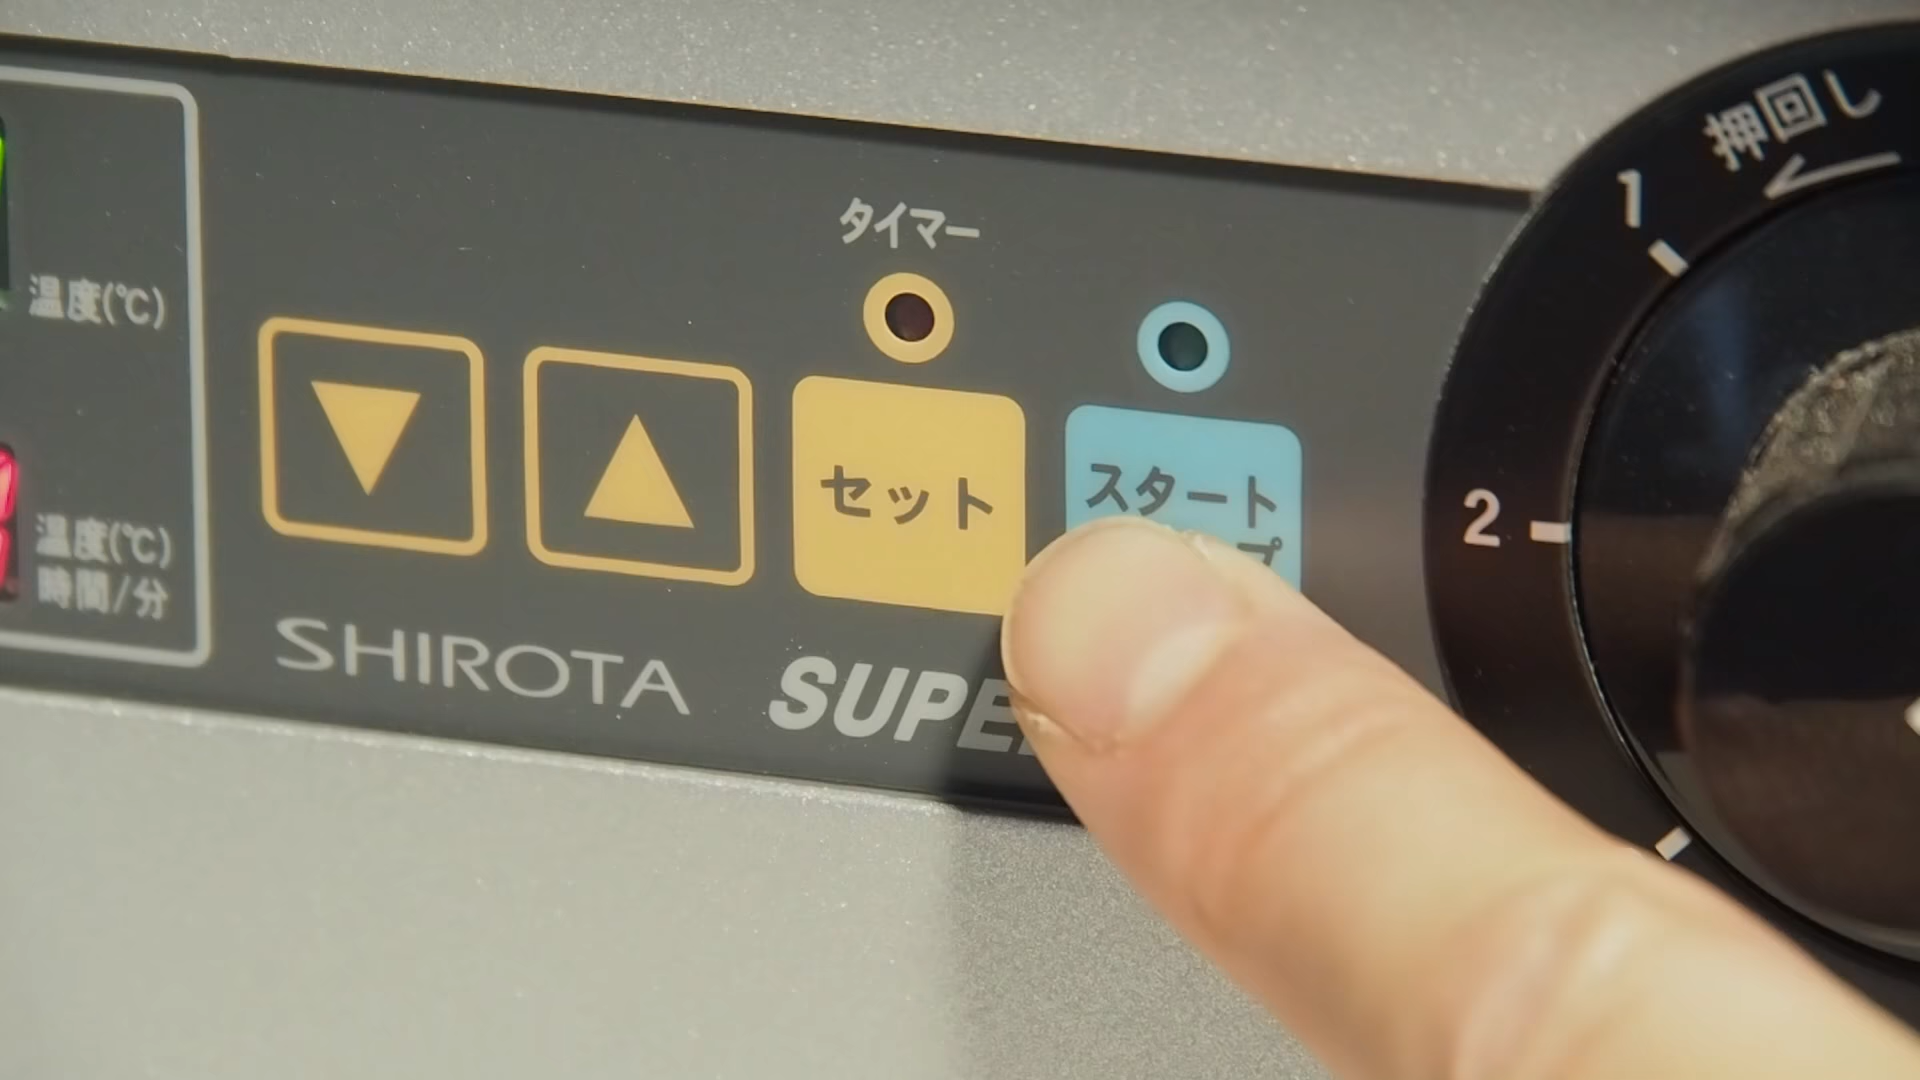 温度(℃)
温度(℃)
時間/分
タイマー
セット
スタート
プ
SHIROTA
SUPE
押回し
1
2